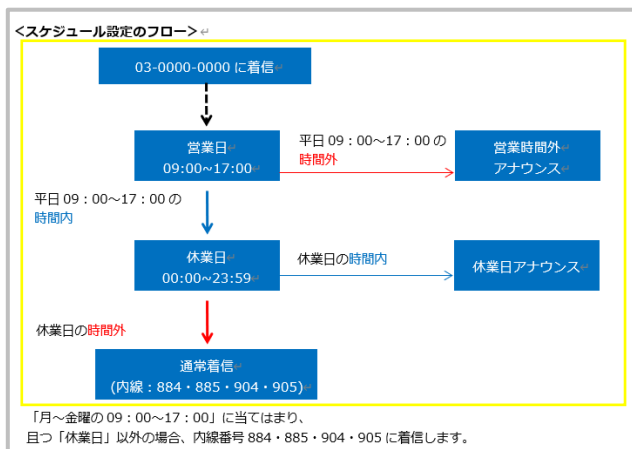 <スケジュール設定のフロー>
03-0000-0000 に着信
営業日
09:00~17:00
平日 09：00～17：00 の
時間外
営業時間外
アナウンス
平日 09：00～17：00 の
時間内
休業日
00:00~23:59
休業日の時間内
休業日アナウンス
休業日の時間外
通常着信
(内線：884・885・904・905)
「月～金曜の 09：00～17：00」に当てはまり、
且つ「休業日」以外の場合、内線番号 884・885・904・905 に着信します。